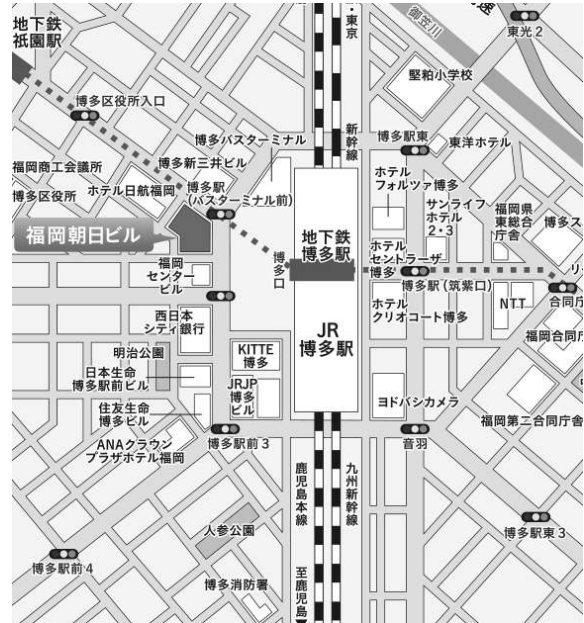 地下鉄
祇園駅
・東京
御笠川
速
東光2
堅粕小学校
博多区役所入口
博多バスターミナル
新幹線
博多駅東
東洋ホテル
福岡商工会議所
博多新三井ビル
博多区役所
ホテル日航福岡
博多駅
(バスターミナル前)
ホテル
フォルツァ博多
サンライフ
ホテル
2・3
福岡県
東総合
庁舎
博多ス
福岡朝日ビル
地下鉄
博多駅
博多口
ホテル
セントラーザ
博多
福岡
センター
ビル
博多駅(筑紫口)
リ
合同庁
西日本
シティ銀行
JR
博多駅
ホテル
クリオコート博多
NTT
福岡合同庁
明治公園
KITTE
博多
日本生命
博多駅前ビル
JRJP
博多
ビル
住友生命
博多ビル
ヨドバシカメラ
福岡第二合同庁舎
ANAクラウン
プラザホテル福岡
博多駅前3
音羽
鹿児島本線
九州新幹線
人参公園
博多駅東3
博多駅前4
博多消防署
至鹿児島